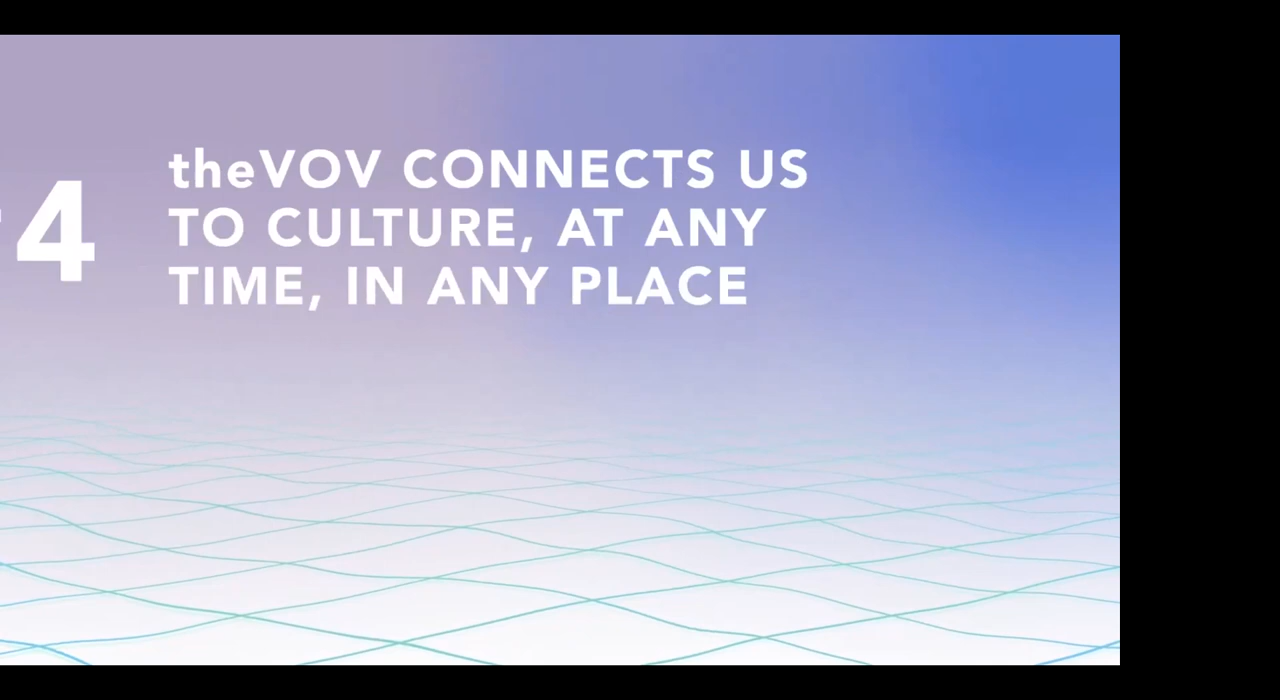 4
theVOV CONNECTS US
TO CULTURE, AT ANY
TIME, IN ANY PLACE